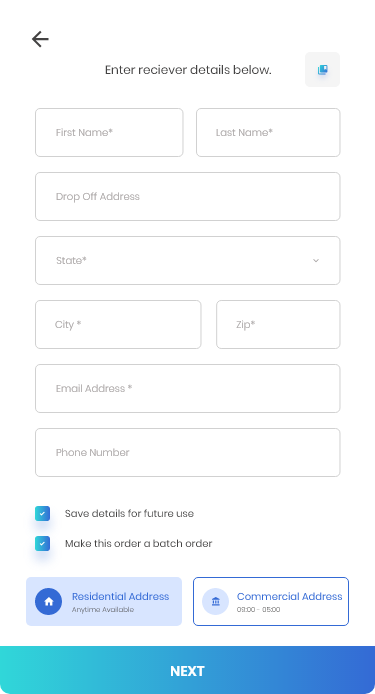 Enter reciever details below.
First Name*
Last Name*
Drop Off Address
State*
City *
Zip*
Email Address *
Phone Number
Save details for future use
Make this order a batch order
Residential Address
Anytime Available
Commercial Address
09:00 - 05:00
NEXT